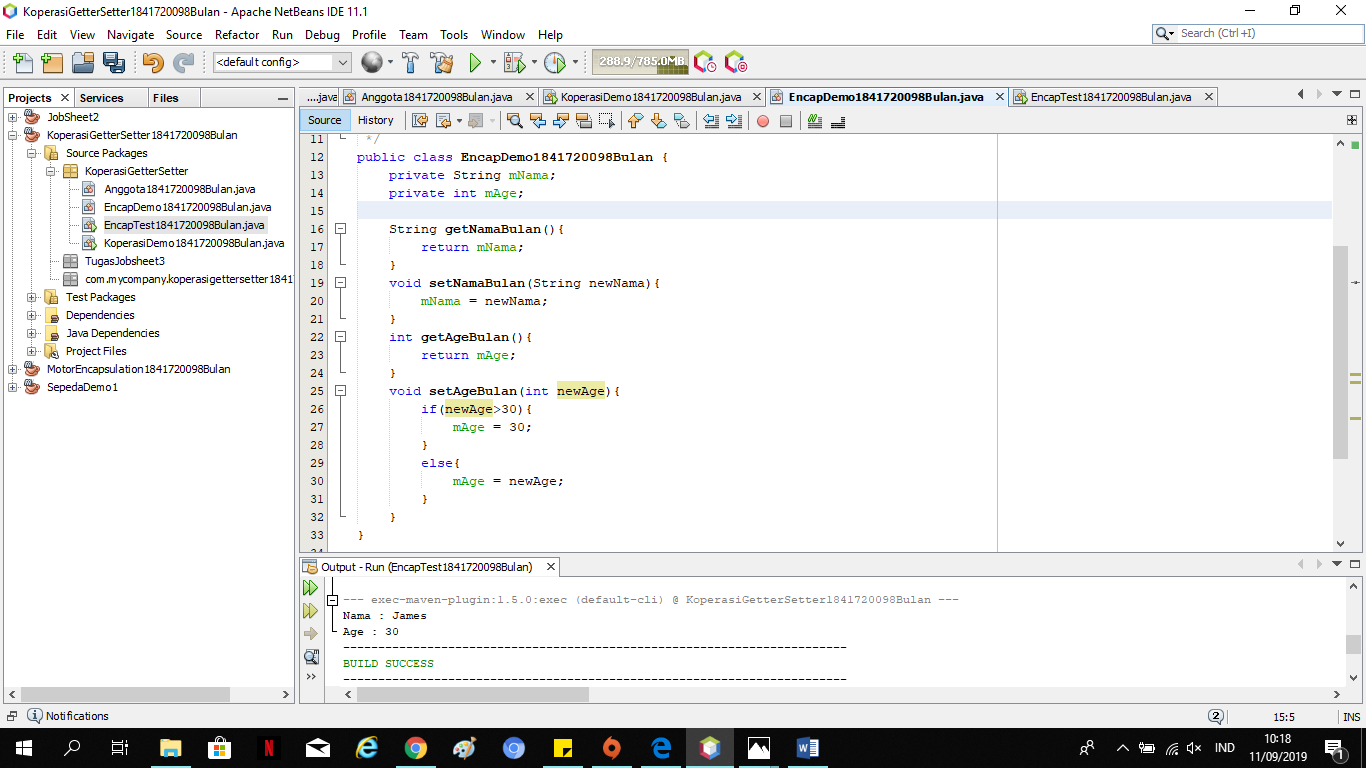 KoperasiGetterSetter1841720098Bulan - Apache NetBeans IDE 11.1
File Edit View Navigate Source Refactor Run Debug Profile Team Tools Window Help
Search (Ctrl+I)
<default config>
288.9/785.0MB
Projects Services Files
JobSheet2
KoperasiGetterSetter1841720098Bulan
Source Packages
KoperasiGetterSetter
Anggota1841720098Bulan.java
EncapDemo1841720098Bulan.java
EncapTest1841720098Bulan.java
KoperasiDemo1841720098Bulan.java
TugasJobsheet3
com.mycompany.koperasigettersetter1841
Test Packages
Dependencies
Java Dependencies
Project Files
MotorEncapsulation1841720098Bulan
SepedaDemo1
....java Anggota1841720098Bulan.java KoperasiDemo1841720098Bulan.java EncapDemo1841720098Bulan.java EncapTest1841720098Bulan.java
Source History
11 */
12 public class EncapDemo1841720098Bulan {
13 private String mNama;
14 private int mAge;
15
16 String getNamaBulan(){
17 return mNama;
18 }
19 void setNamaBulan(String newNama){
20 mNama = newNama;
21 }
22 int getAgeBulan(){
23 return mAge;
24 }
25 void setAgeBulan(int newAge){
26 if(newAge>30){
27 mAge = 30;
28 }
29 else{
30 mAge = newAge;
31 }
32 }
33 }
Output - Run (EncapTest1841720098Bulan)
--- exec-maven-plugin:1.5.0:exec (default-cli) @ KoperasiGetterSetter1841720098Bulan ---
Nama : James
Age : 30
------------------------------------------------------------------------
BUILD SUCCESS
------------------------------------------------------------------------
Notifications
2
15:5
INS
IND
10:18
11/09/2019
1